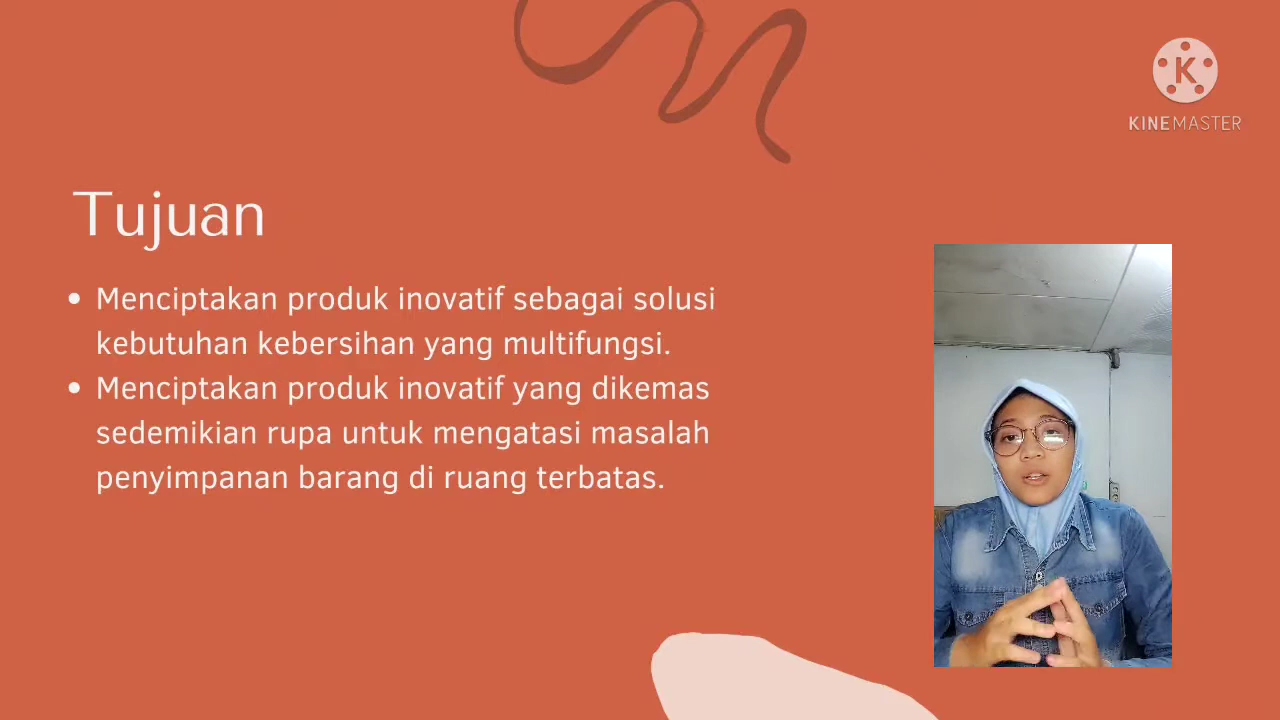 K
KINEMASTER
Tujuan
• Menciptakan produk inovatif sebagai solusi
kebutuhan kebersihan yang multifungsi.
• Menciptakan produk inovatif yang dikemas
sedemikian rupa untuk mengatasi masalah
penyimpanan barang di ruang terbatas.